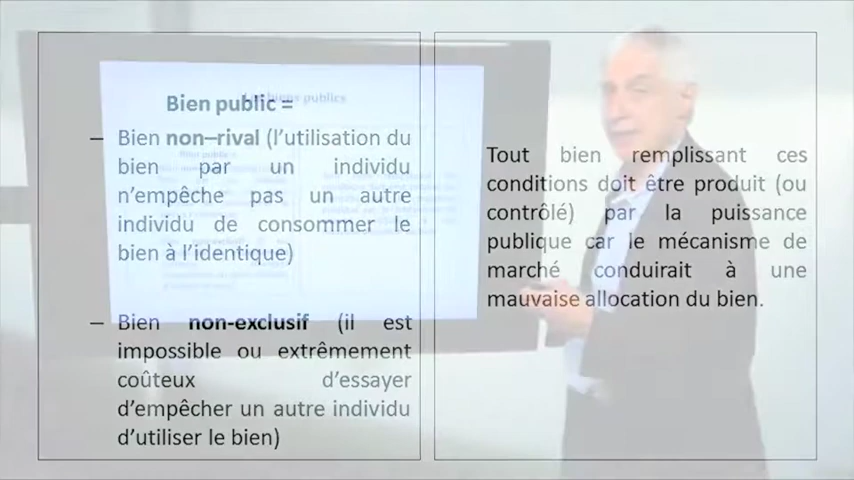 Les biens publics
Bien public =
– Bien non–rival (l'utilisation du
bien par un individu
n'empêche pas un autre
individu de consommer le
bien à l'identique)
– Bien non-exclusif (il est
impossible ou extrêmement
coûteux d'essayer
d'empêcher un autre individu
d'utiliser le bien)
Tout bien remplissant ces
conditions doit être produit (ou
contrôlé) par la puissance
publique car le mécanisme de
marché conduirait à une
mauvaise allocation du bien.